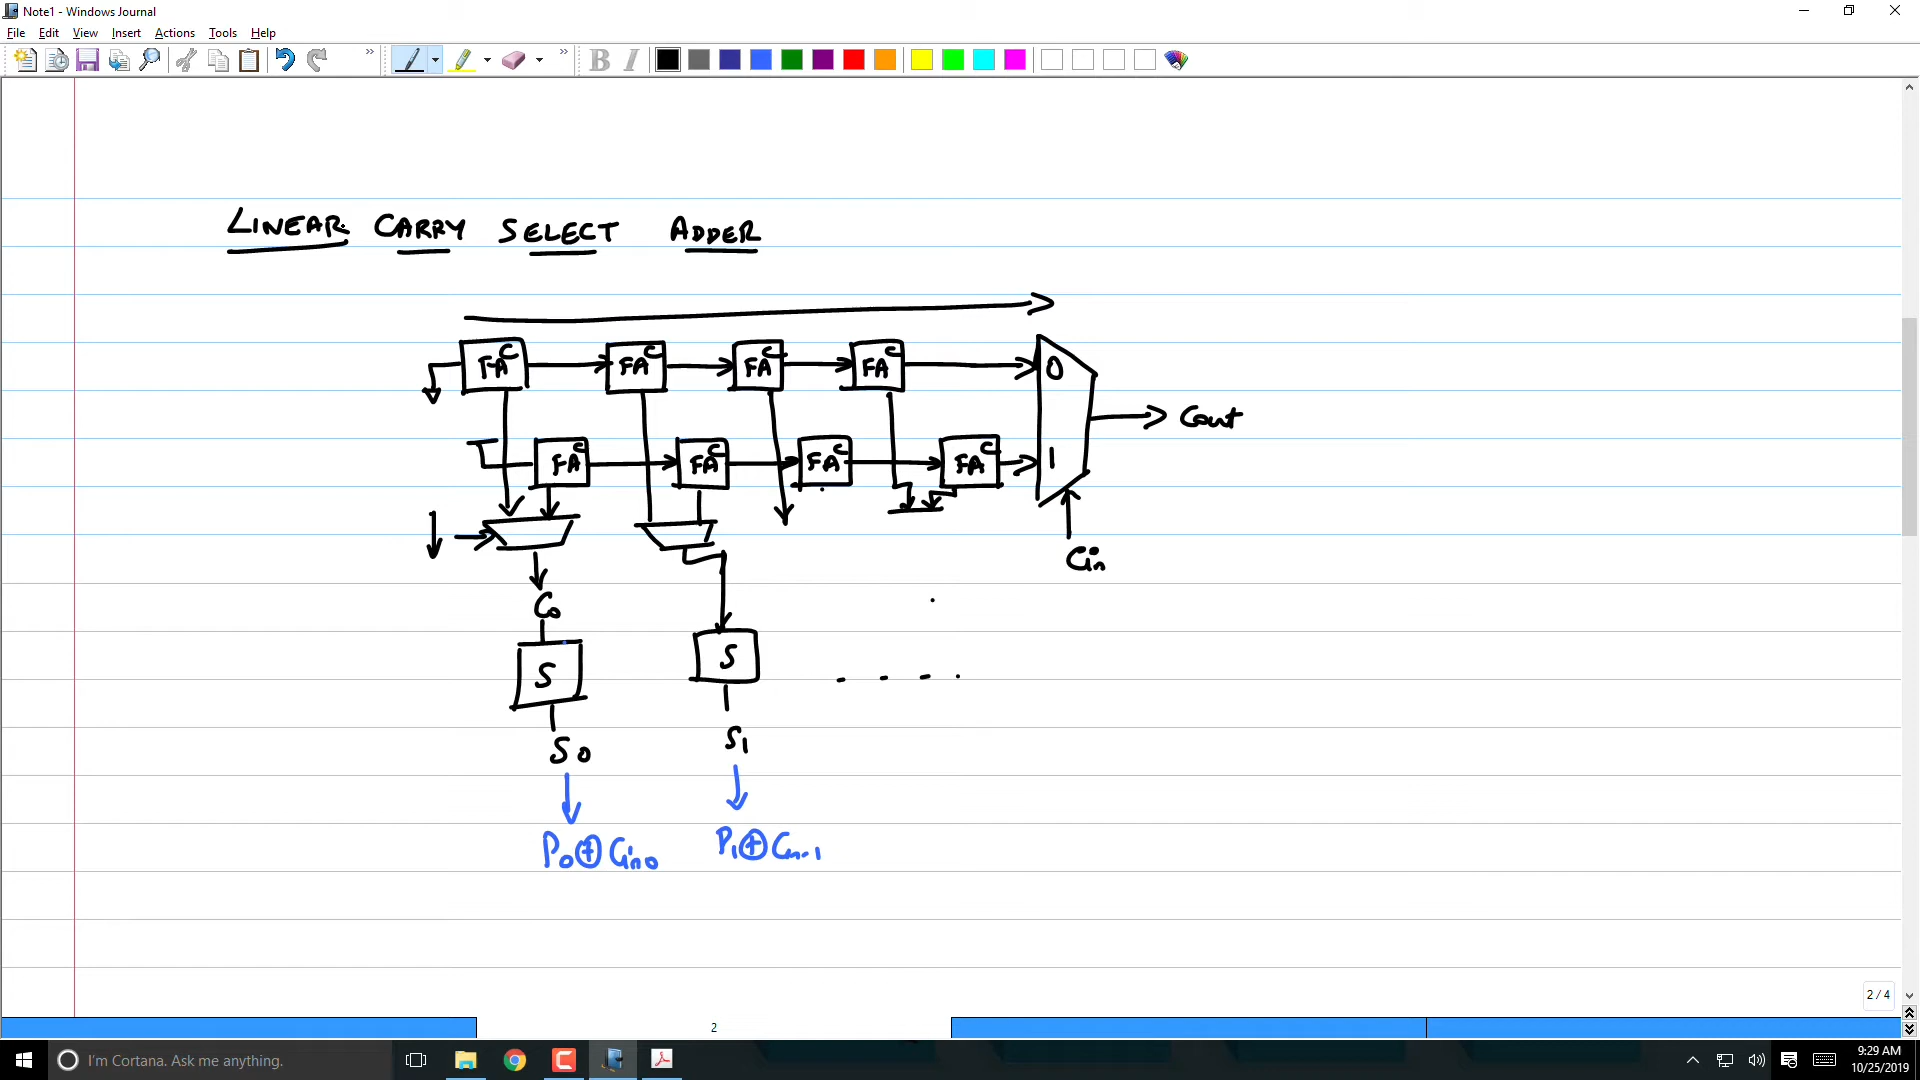 Note1 - Windows Journal
File Edit View Insert Actions Tools Help
B I
LINEAR CARRY SELECT ADDER
FA C FA C FA C FA C 0
Cout
FA C FA C FA C FA C 1
Cin
C0
S S
S0 S1
P0⊕Cin0 P1⊕Cin-1
2 / 4
2
I'm Cortana. Ask me anything.
9:29 AM
10/25/2019